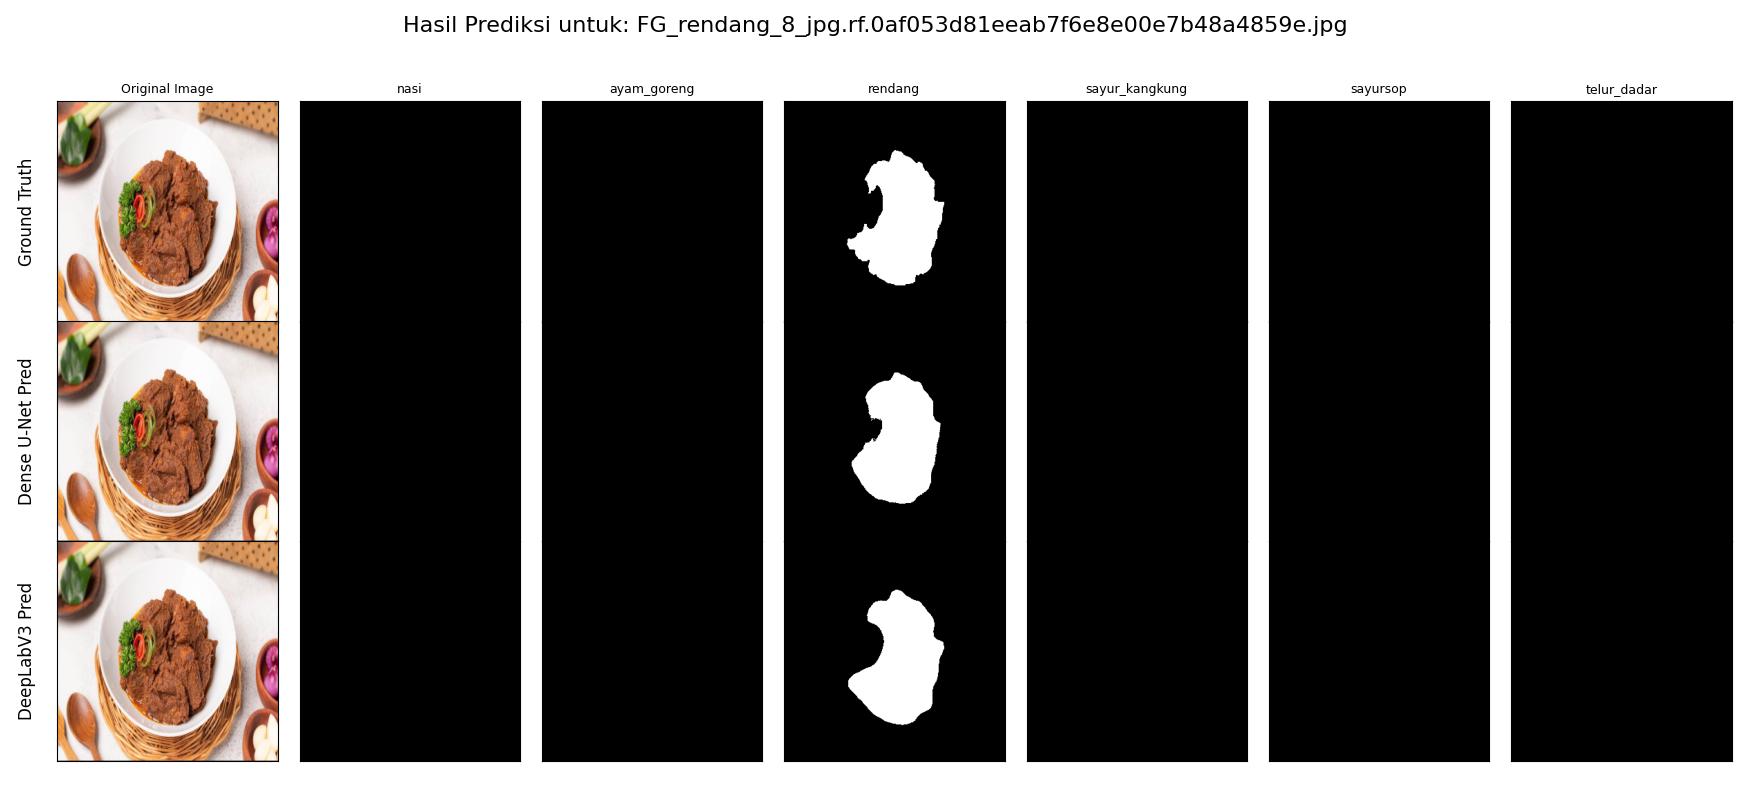 Hasil Prediksi untuk: FG_rendang_8_jpg.rf.0af053d81eeab7f6e8e00e7b48a4859e.jpg
Original Image nasi ayam_goreng rendang sayur_kangkung sayursop telur_dadar
Ground Truth
Dense U-Net Pred
DeepLabV3 Pred